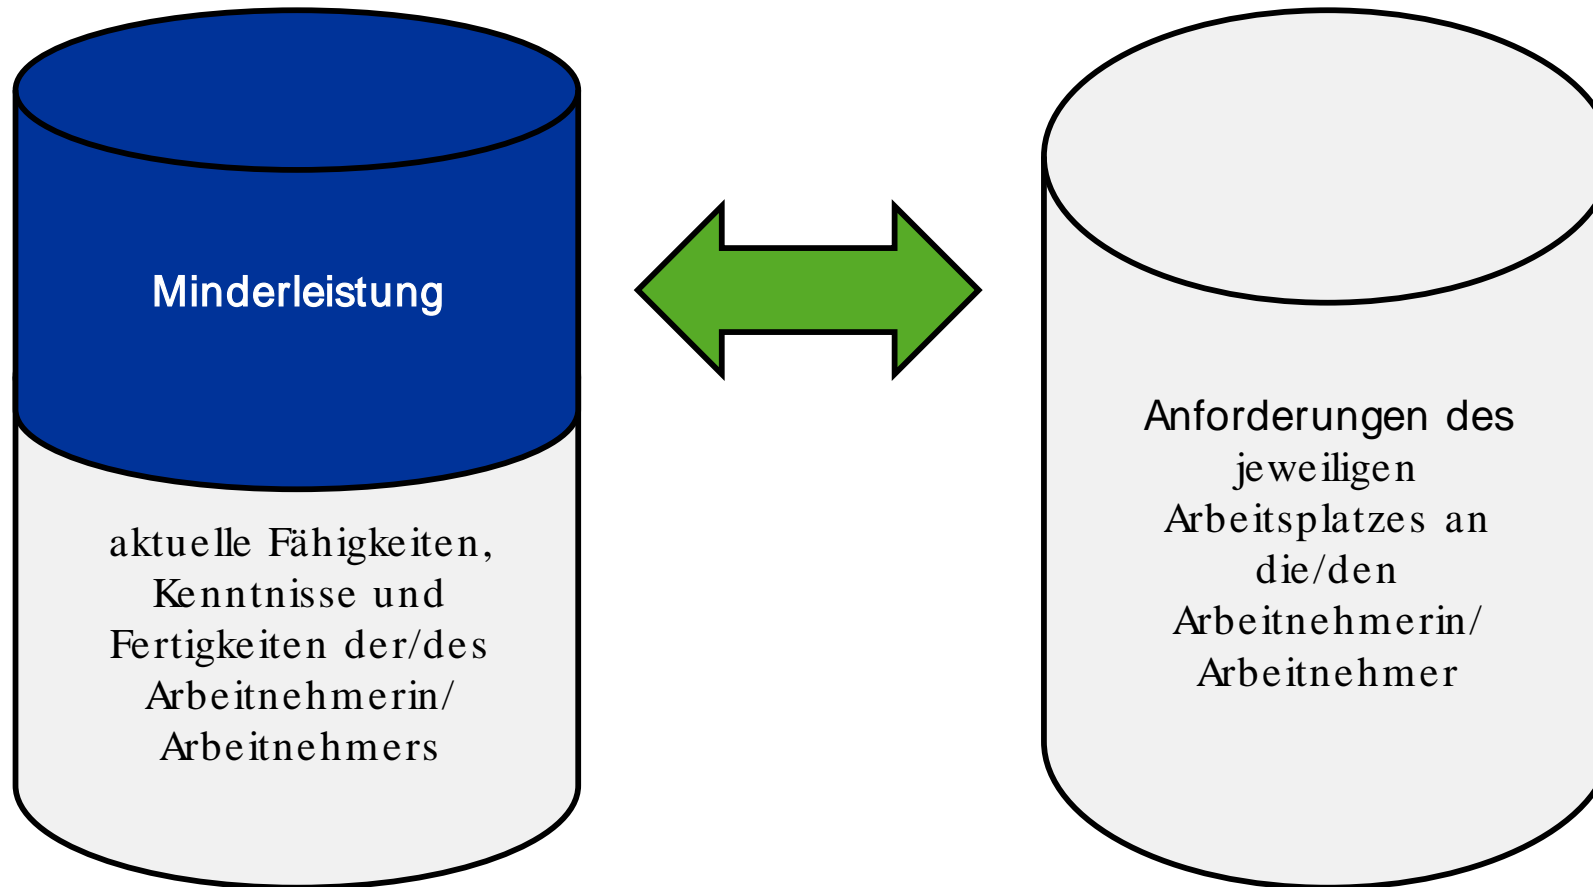 Minderleistung
aktuelle Fähigkeiten,
Kenntnisse und
Fertigkeiten der/des
Arbeitnehmerin/
Arbeitnehmers
Anforderungen des
jeweiligen
Arbeitsplatzes an
die/den
Arbeitnehmerin/
Arbeitnehmer